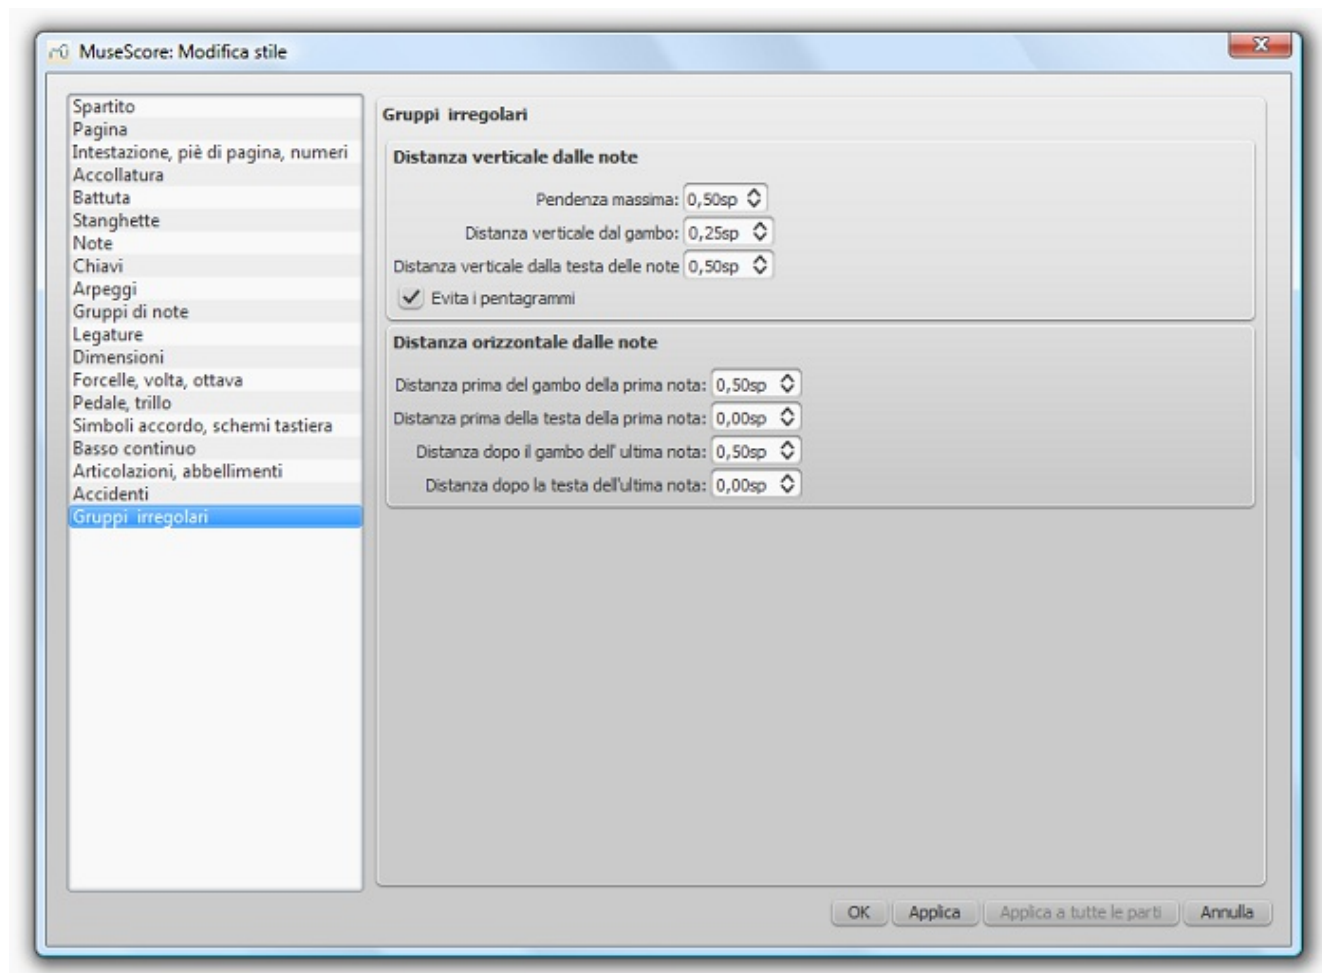 MuseScore: Modifica stile
Spartito
Pagina
Intestazione, piè di pagina, numeri
Accollatura
Battuta
Stanghette
Note
Chiavi
Arpeggi
Gruppi di note
Legature
Dimensioni
Forcelle, volta, ottava
Pedale, trillo
Simboli accordo, schemi tastiera
Basso continuo
Articolazioni, abbellimenti
Accidenti
Gruppi irregolari
Gruppi irregolari
Distanza verticale dalle note
Pendenza massima: 0,50sp
Distanza verticale dal gambo: 0,25sp
Distanza verticale dalla testa delle note 0,50sp
Evita i pentagrammi
Distanza orizzontale dalle note
Distanza prima del gambo della prima nota: 0,50sp
Distanza prima della testa della prima nota: 0,00sp
Distanza dopo il gambo dell' ultima nota: 0,50sp
Distanza dopo la testa dell'ultima nota: 0,00sp
OK Applica Applica a tutte le parti Annulla